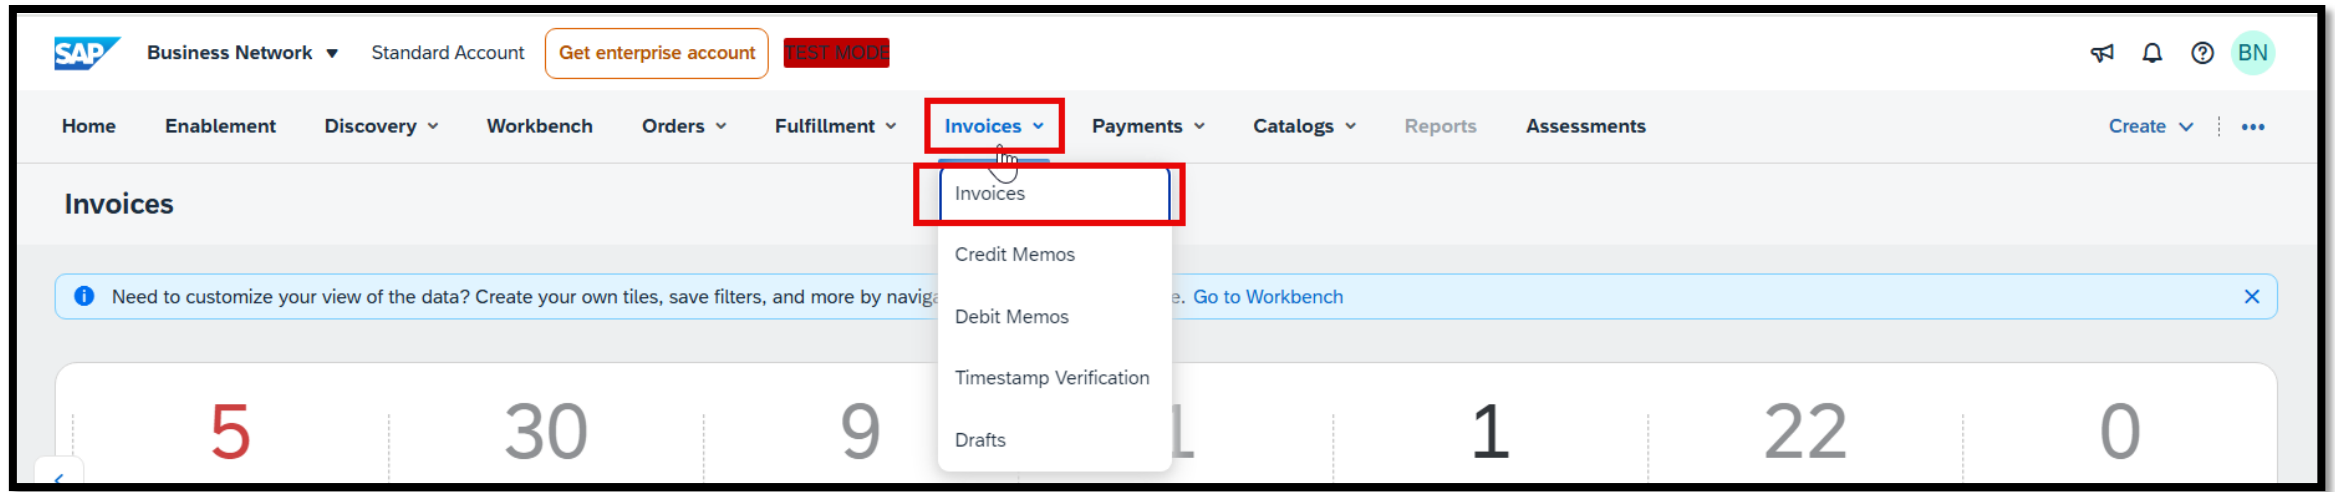 SAP Business Network Standard Account Get enterprise account TEST MODE BN
Home Enablement Discovery Workbench Orders Fulfillment Invoices Payments Catalogs Reports Assessments Create
Invoices
Invoices
Credit Memos
Need to customize your view of the data? Create your own tiles, save filters, and more by naviga e. Go to Workbench
Debit Memos
Timestamp Verification
5 30 9 1 1 22 0
Drafts